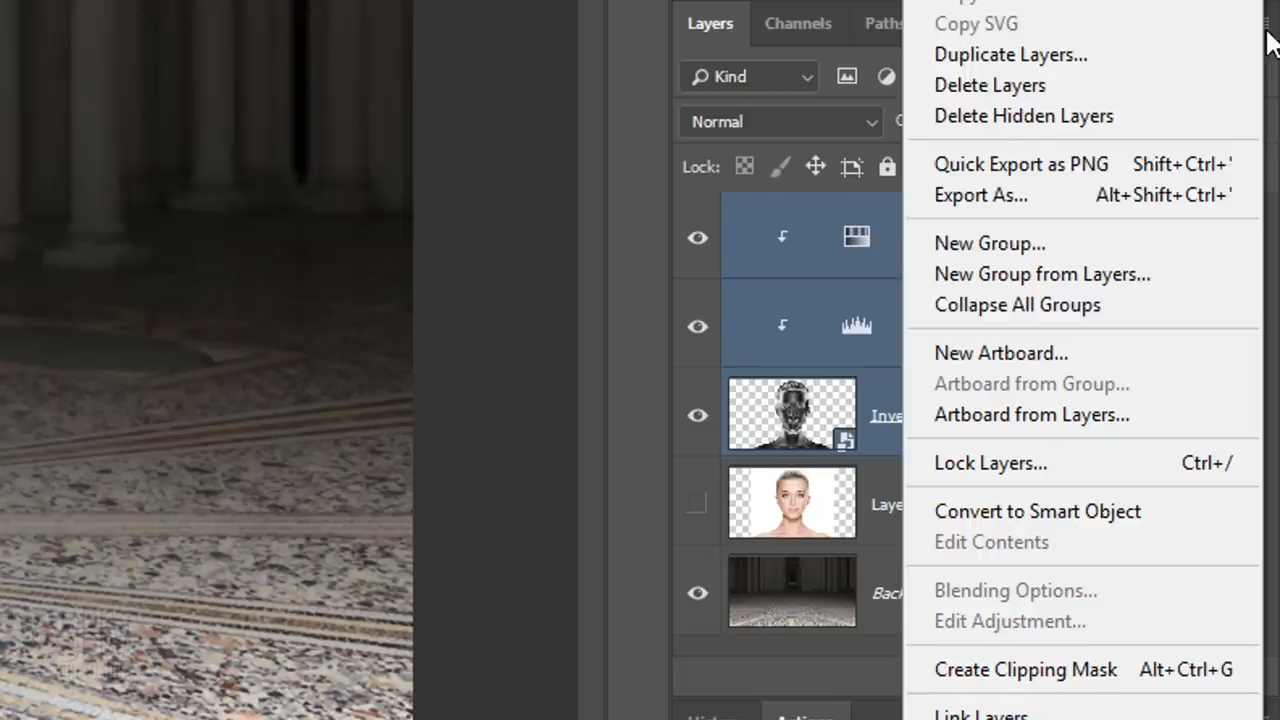 Layers Channels Paths
Kind
Normal
Lock:
Inve
Laye
Back
Copy SVG
Duplicate Layers...
Delete Layers
Delete Hidden Layers
Quick Export as PNG Shift+Ctrl+'
Export As... Alt+Shift+Ctrl+'
New Group...
New Group from Layers...
Collapse All Groups
New Artboard...
Artboard from Group...
Artboard from Layers...
Lock Layers... Ctrl+/
Convert to Smart Object
Edit Contents
Blending Options...
Edit Adjustment...
Create Clipping Mask Alt+Ctrl+G
Link Layers